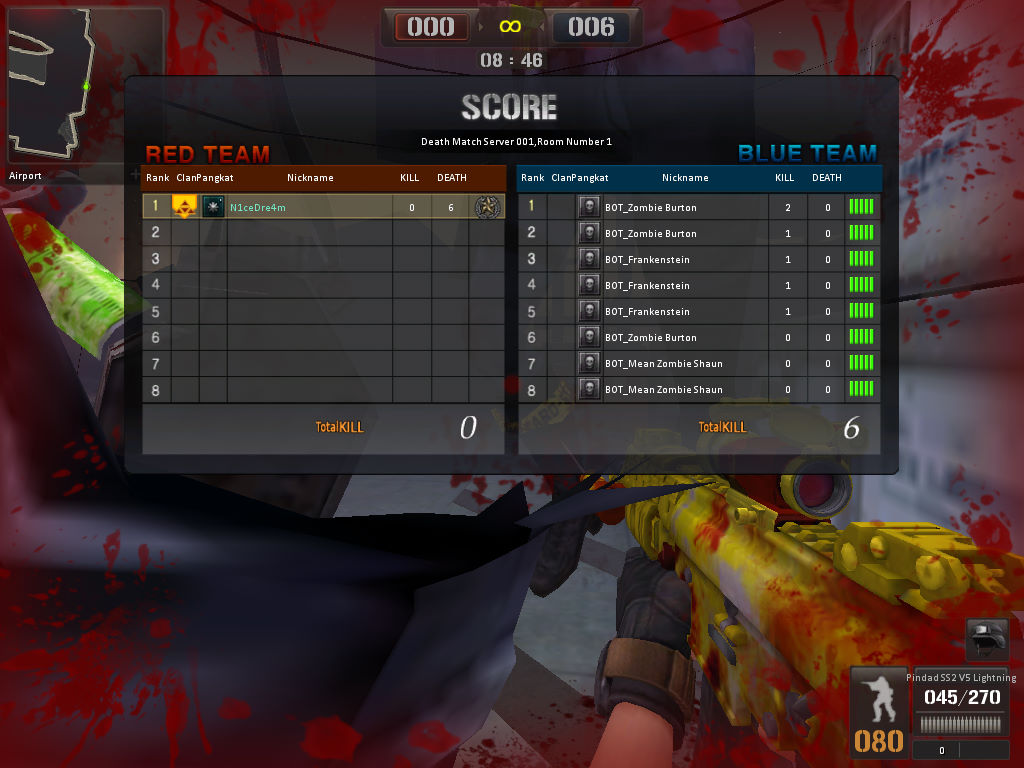 000 ∞ 006
08 : 46
Airport
SCORE
Death Match Server 001,Room Number 1
RED TEAM
Rank ClanPangkat Nickname KILL DEATH
1 N1ceDre4m 0 6
2
3
4
5
6
7
8
TotalKILL 0
BLUE TEAM
Rank ClanPangkat Nickname KILL DEATH
1 BOT_Zombie Burton 2 0
2 BOT_Zombie Burton 1 0
3 BOT_Frankenstein 1 0
4 BOT_Frankenstein 1 0
5 BOT_Frankenstein 1 0
6 BOT_Zombie Burton 0 0
7 BOT_Mean Zombie Shaun 0 0
8 BOT_Mean Zombie Shaun 0 0
TotalKILL 6
Pindad SS2 V5 Lightning
045/270
080
0